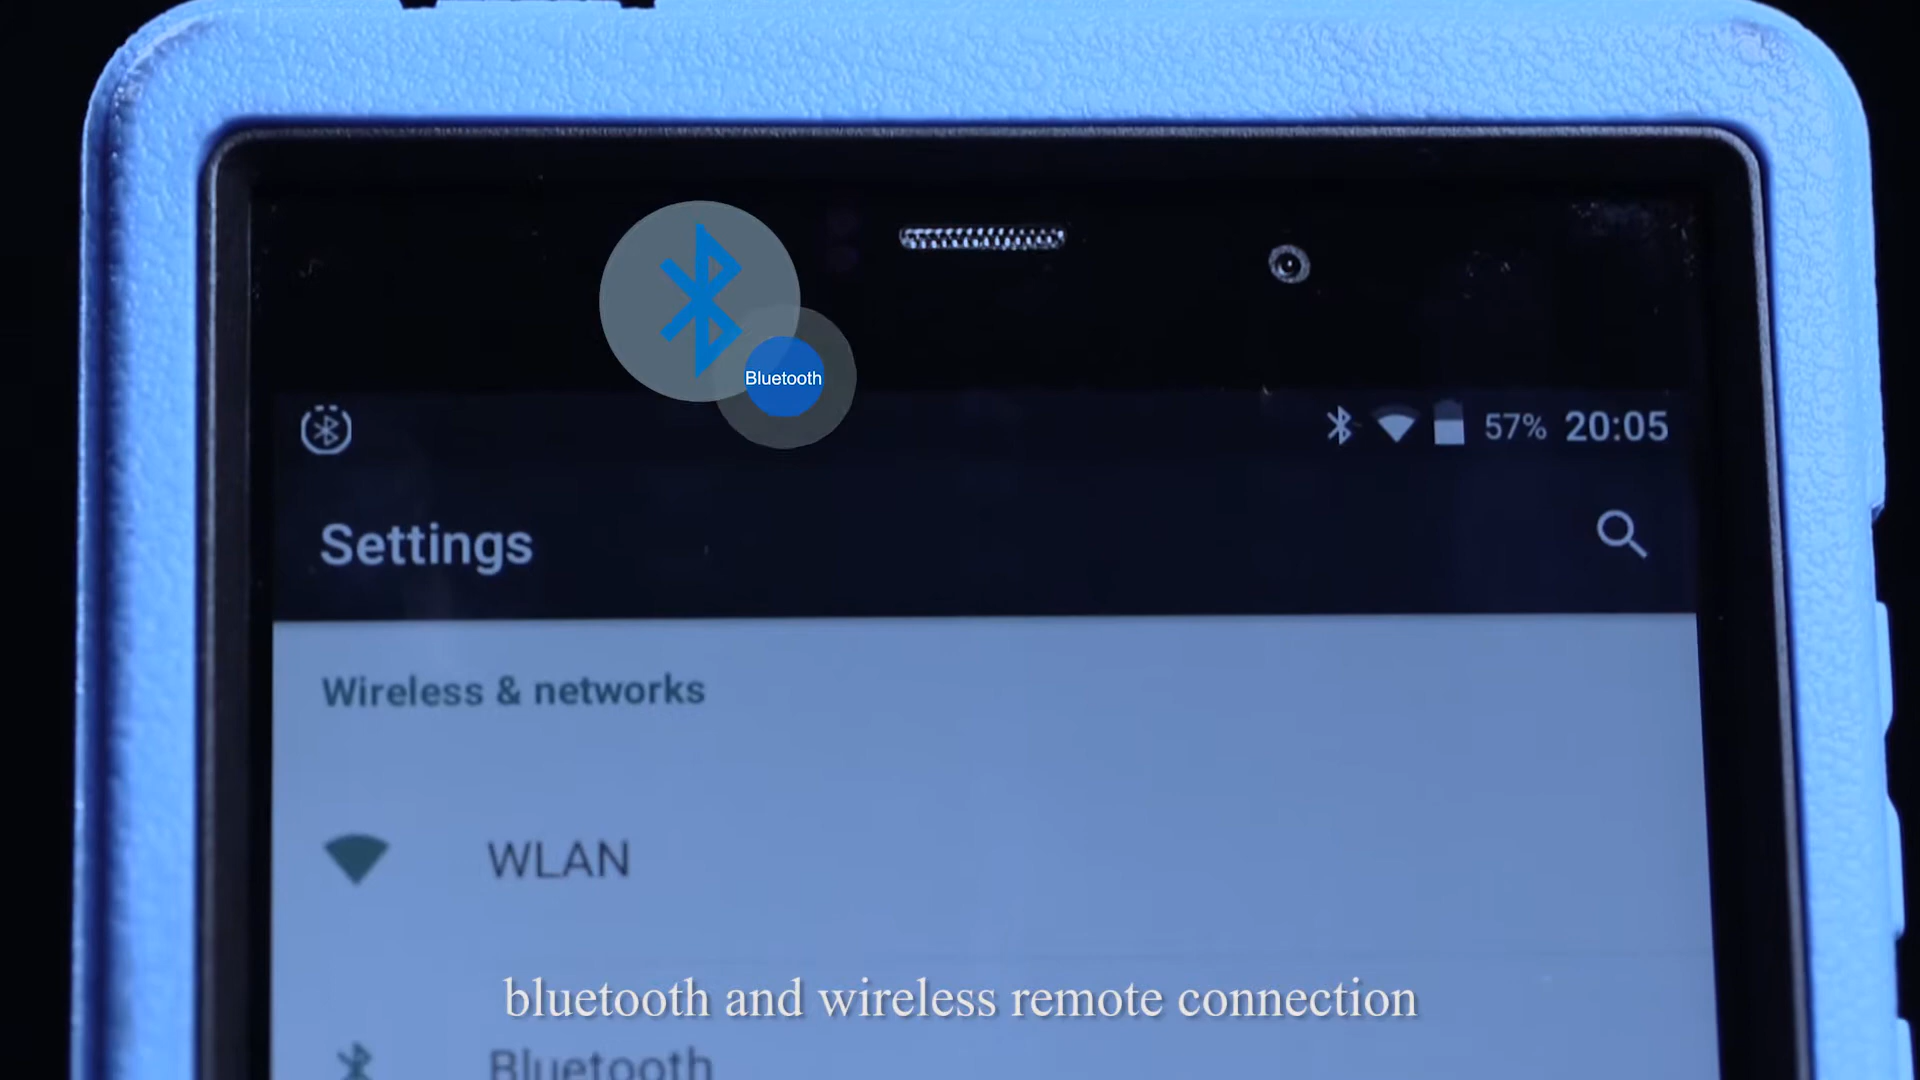 Bluetooth
57% 20:05
Settings
Wireless & networks
WLAN
bluetooth and wireless remote connection
Bluetooth